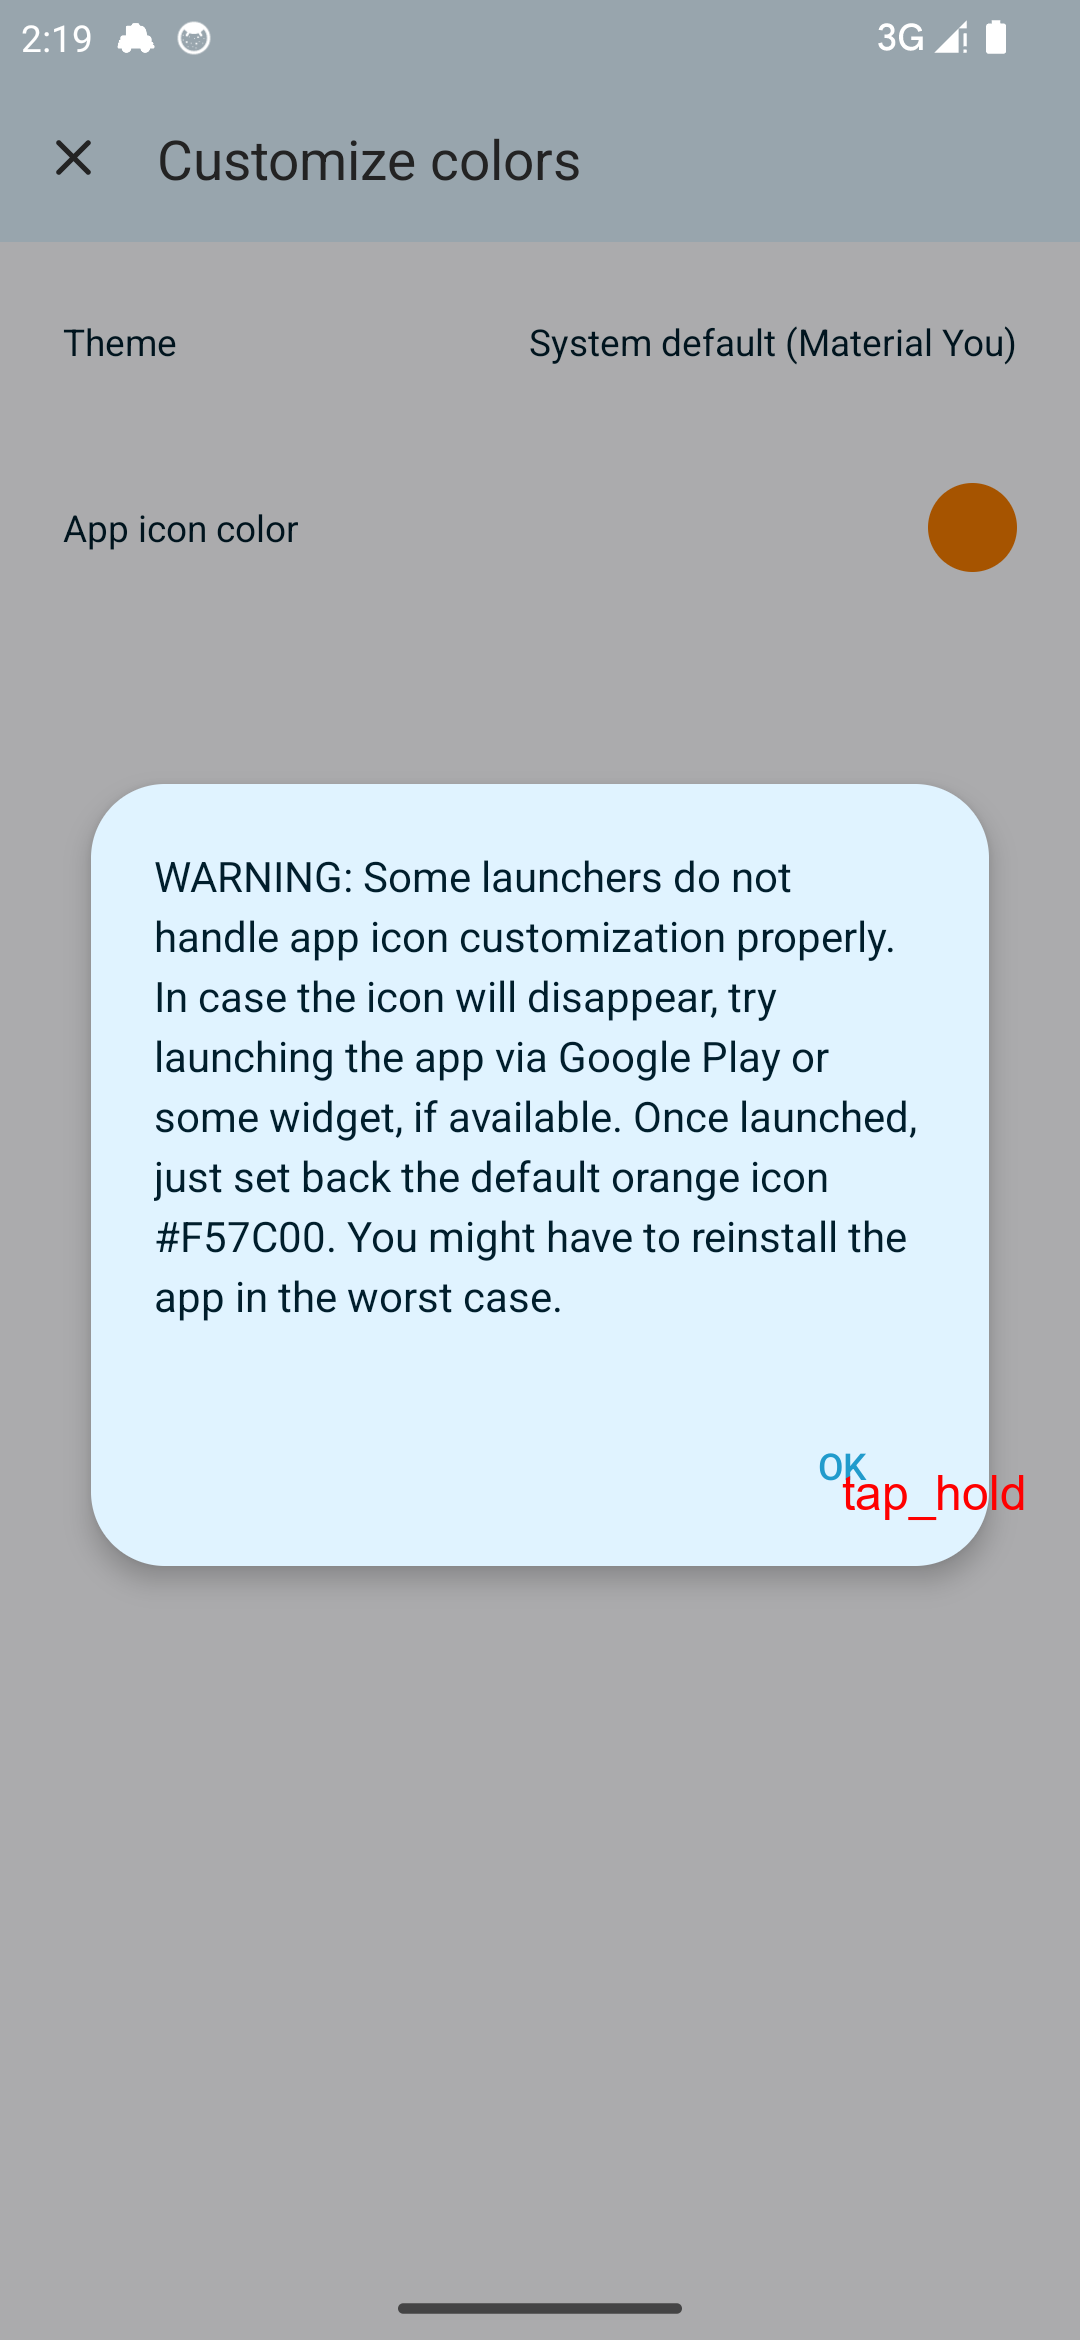 2:19
3G
Customize colors
Theme
System default (Material You)
App icon color
WARNING: Some launchers do not
handle app icon customization properly.
In case the icon will disappear, try
launching the app via Google Play or
some widget, if available. Once launched,
just set back the default orange icon
#F57C00. You might have to reinstall the
app in the worst case.
OK
tap_hold